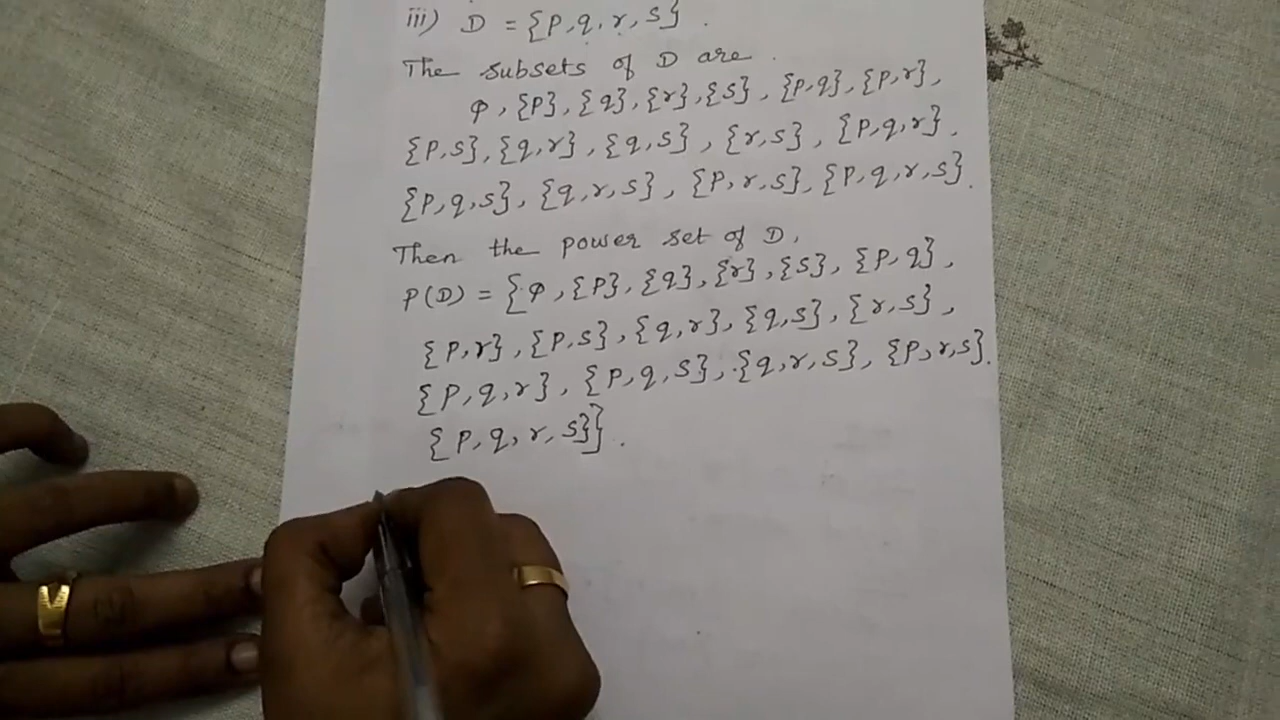 iii) D = {p,q,r,s}.
The subsets of D are.
φ, {p}, {q}, {r}, {s}, {p,q}, {p,r},
{p,s}, {q,r}, {q,s}, {r,s}, {p,q,r},
{p,q,s}, {q,r,s}, {p,r,s}, {p,q,r,s}.
Then the power set of D,
P(D) = {φ, {p}, {q}, {r}, {s}, {p,q},
{p,r}, {p,s}, {q,r}, {q,s}, {r,s},
{p,q,r}, {p,q,s}, {q,r,s}, {p,r,s}.
{p,q,r,s}}.